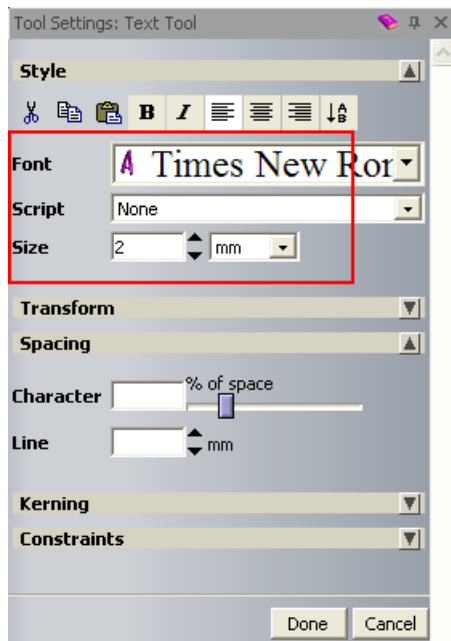 Tool Settings: Text Tool
Style
B I
Font A Times New Ror
Script None
Size 2 mm
Transform
Spacing
Character % of space
Line mm
Kerning
Constraints
Done Cancel